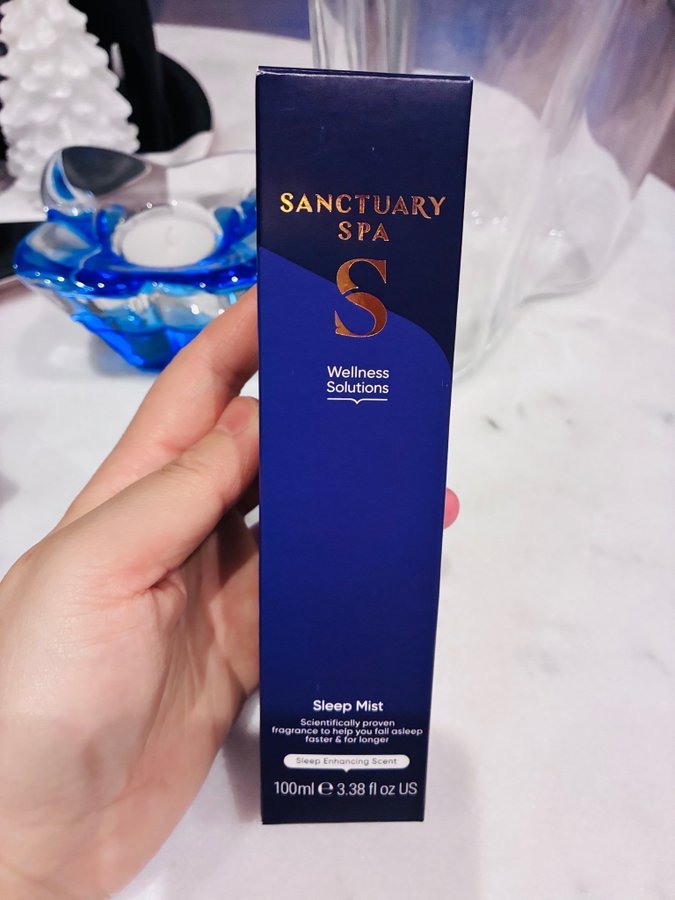 SANCTUARY
SPA
S
Wellness
Solutions
Sleep Mist
Scientifically proven
fragrance to help you fall asleep
faster & for longer
Sleep Enhancing Scent
100ml ℮ 3.38 fl oz US